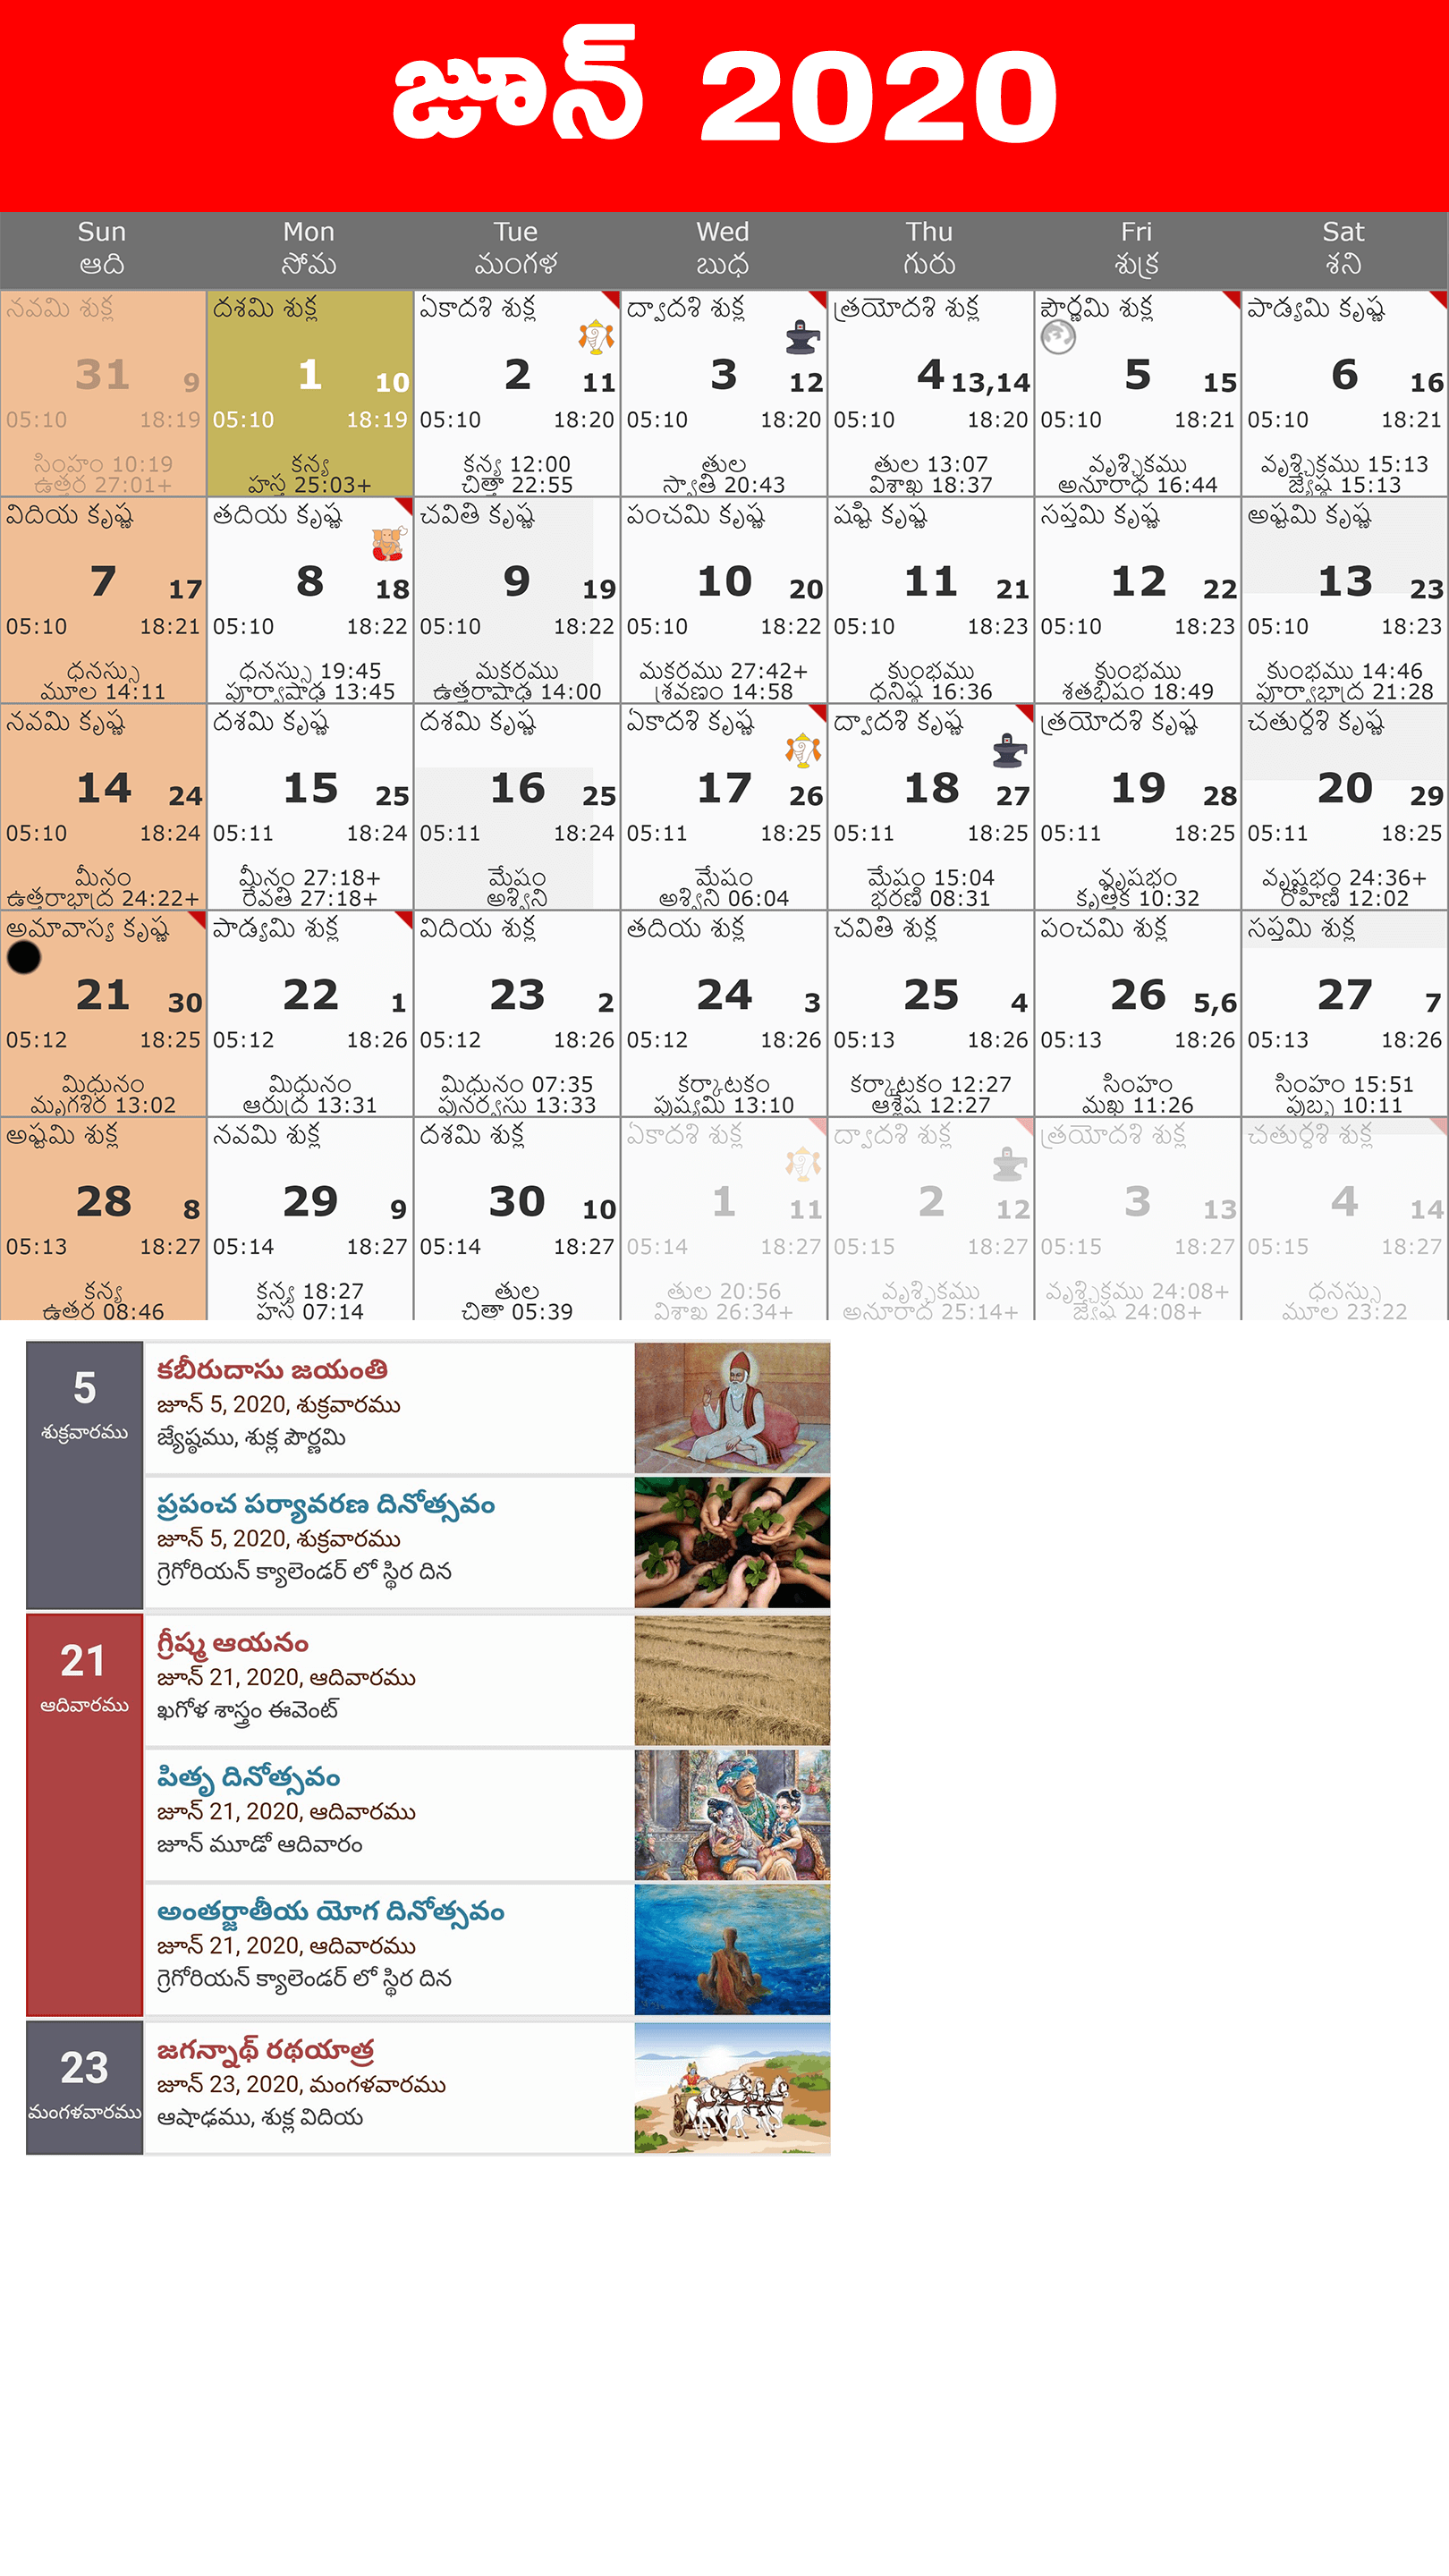 జూన్ 2020
Sun Mon Tue Wed Thu Fri Sat
ఆది సోమ మంగళ బుధ గురు శుక్ర శని
నవమి శుక్ల దశమి శుక్ల ఏకాదశి శుక్ల ద్వాదశి శుక్ల త్రయోదశి శుక్ల పౌర్ణమి శుక్ల పాడ్యమి కృష్ణ
31 9 1 10 2 11 3 12 4 13,14 5 15 6 16
05:10 18:19 05:10 18:19 05:10 18:20 05:10 18:20 05:10 18:20 05:10 18:21 05:10 18:21
సింహం 10:19 కన్య కన్య 12:00 తుల తుల 13:07 వృశ్చికము వృశ్చికము 15:13
ఉత్తర 27:01+ హస్త 25:03+ చిత్తా 22:55 స్వాతి 20:43 విశాఖ 18:37 అనూరాధ 16:44 జ్యేష్ఠ 15:13
విదియ కృష్ణ తదియ కృష్ణ చవితి కృష్ణ పంచమి కృష్ణ షష్టి కృష్ణ సప్తమి కృష్ణ అష్టమి కృష్ణ
7 17 8 18 9 19 10 20 11 21 12 22 13 23
05:10 18:21 05:10 18:22 05:10 18:22 05:10 18:22 05:10 18:23 05:10 18:23 05:10 18:23
ధనస్సు ధనస్సు 19:45 మకరము మకరము 27:42+ కుంభము కుంభము కుంభము 14:46
మూల 14:11 పూర్వాషాఢ 13:45 ఉత్తరాషాఢ 14:00 శ్రవణం 14:58 ధనిష్ఠ 16:36 శతభిషం 18:49 పూర్వాభాద్ర 21:28
నవమి కృష్ణ దశమి కృష్ణ దశమి కృష్ణ ఏకాదశి కృష్ణ ద్వాదశి కృష్ణ త్రయోదశి కృష్ణ చతుర్దశి కృష్ణ
14 24 15 25 16 25 17 26 18 27 19 28 20 29
05:10 18:24 05:11 18:24 05:11 18:24 05:11 18:25 05:11 18:25 05:11 18:25 05:11 18:25
మీనం మీనం 27:18+ మేషం మేషం మేషం 15:04 వృషభం వృషభం 24:36+
ఉత్తరాభాద్ర 24:22+ రేవతి 27:18+ అశ్విని అశ్విని 06:04 భరణి 08:31 కృత్తిక 10:32 రోహిణి 12:02
అమావాస్య కృష్ణ పాడ్యమి శుక్ల విదియ శుక్ల తదియ శుక్ల చవితి శుక్ల పంచమి శుక్ల సప్తమి శుక్ల
21 30 22 1 23 2 24 3 25 4 26 5,6 27 7
05:12 18:25 05:12 18:26 05:12 18:26 05:12 18:26 05:13 18:26 05:13 18:26 05:13 18:26
మిధునం మిధునం మిధునం 07:35 కర్కాటకం కర్కాటకం 12:27 సింహం సింహం 15:51
మృగశిర 13:02 ఆరుద్ర 13:31 పునర్వసు 13:33 పుష్యమి 13:10 ఆశ్లేష 12:27 మఖ 11:26 పుబ్బ 10:11
అష్టమి శుక్ల నవమి శుక్ల దశమి శుక్ల ఏకాదశి శుక్ల ద్వాదశి శుక్ల త్రయోదశి శుక్ల చతుర్దశి శుక్ల
28 8 29 9 30 10 1 11 2 12 3 13 4 14
05:13 18:27 05:14 18:27 05:14 18:27 05:14 18:27 05:15 18:27 05:15 18:27 05:15 18:27
కన్య కన్య 18:27 తుల తుల 20:56 వృశ్చికము వృశ్చికము 24:08+ ధనస్సు
ఉత్తర 08:46 హస్త 07:14 చిత్తా 05:39 విశాఖ 26:34+ అనూరాధ 25:14+ జ్యేష్ఠ 24:08+ మూల 23:22
5
శుక్రవారము
కబీరుదాసు జయంతి
జూన్ 5, 2020, శుక్రవారము
జ్యేష్ఠము, శుక్ల పౌర్ణమి
ప్రపంచ పర్యావరణ దినోత్సవం
జూన్ 5, 2020, శుక్రవారము
గ్రెగోరియన్ క్యాలెండర్ లో స్థిర దిన
21
ఆదివారము
గ్రీష్మ ఆయనం
జూన్ 21, 2020, ఆదివారము
ఖగోళ శాస్త్రం ఈవెంట్
పితృ దినోత్సవం
జూన్ 21, 2020, ఆదివారము
జూన్ మూడో ఆదివారం
అంతర్జాతీయ యోగ దినోత్సవం
జూన్ 21, 2020, ఆదివారము
గ్రెగోరియన్ క్యాలెండర్ లో స్థిర దిన
23
మంగళవారము
జగన్నాథ్ రథయాత్ర
జూన్ 23, 2020, మంగళవారము
ఆషాఢము, శుక్ల విదియ